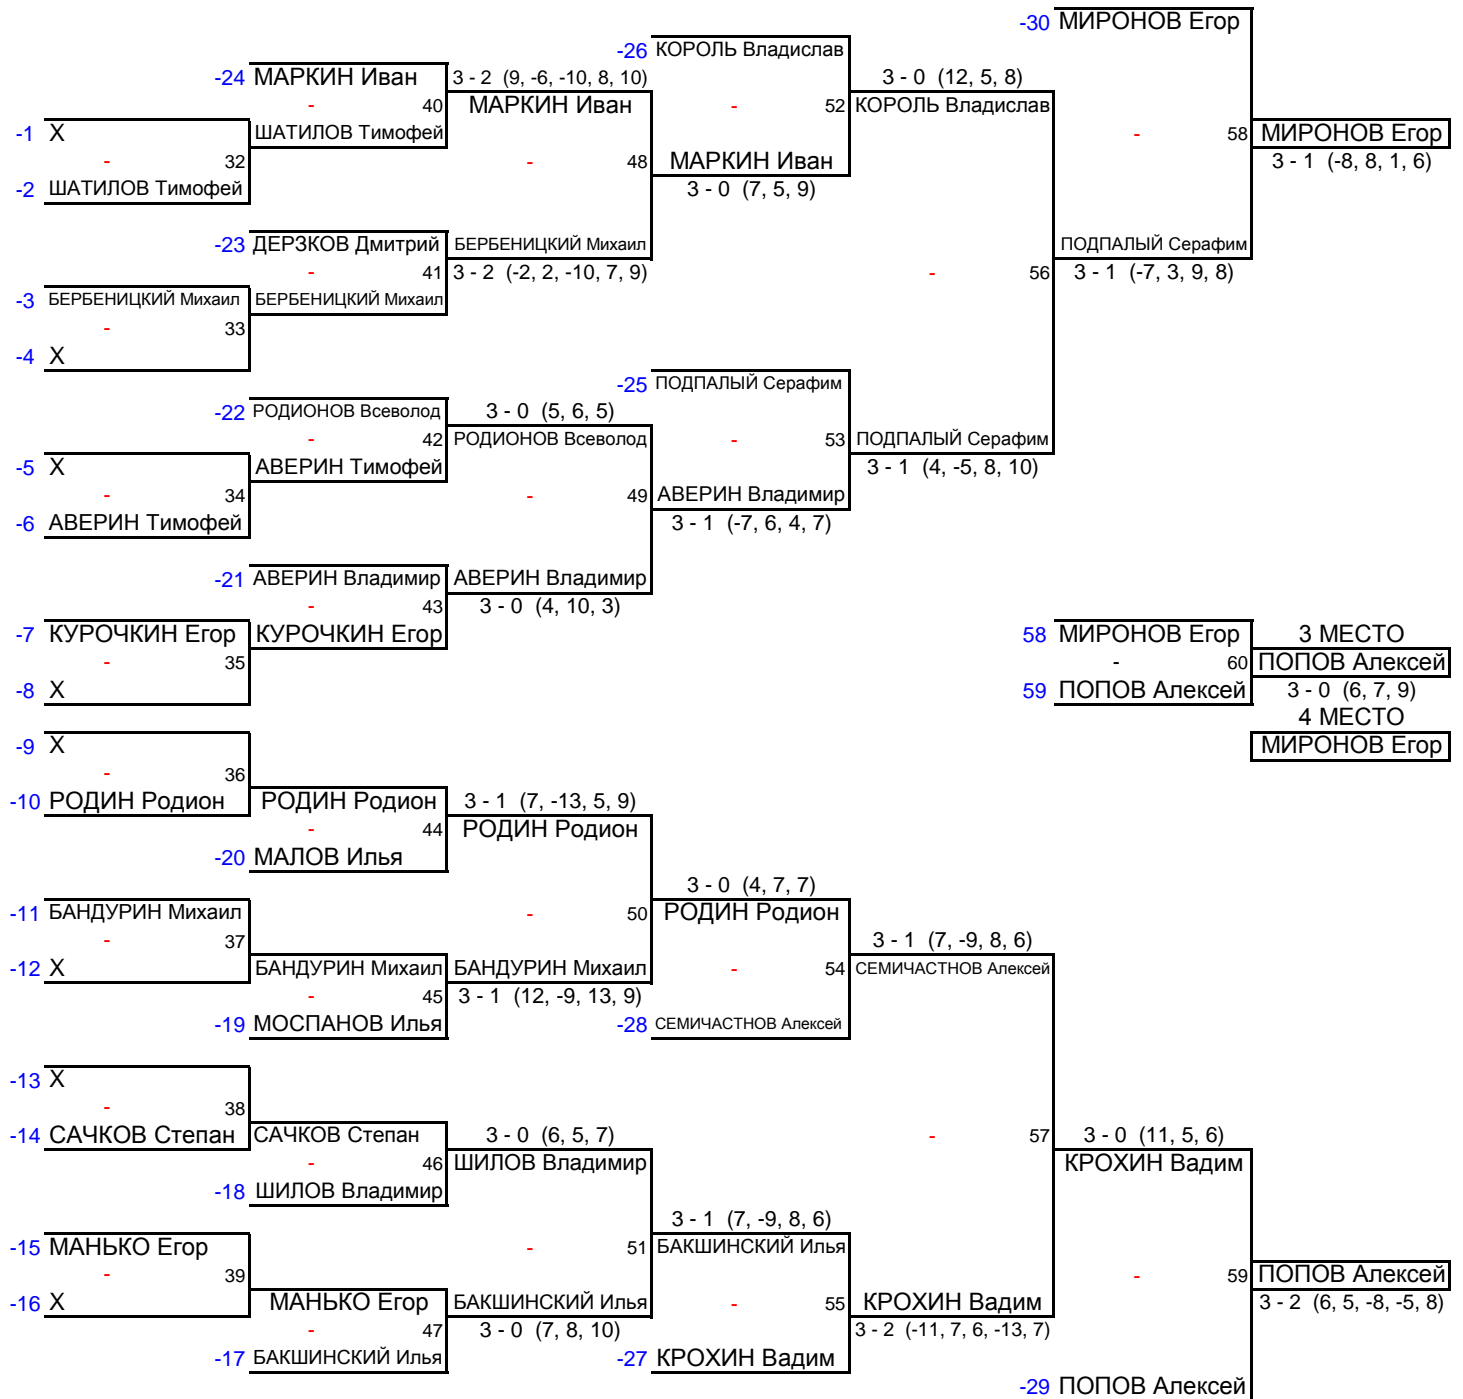 -30 МИРОНОВ Егор
-26 КОРОЛЬ Владислав
-24 МАРКИН Иван 3 - 2 (9, -6, -10, 8, 10) 3 - 0 (12, 5, 8)
- 40 МАРКИН Иван - 52 КОРОЛЬ Владислав
-1 X ШАТИЛОВ Тимофей - 58 МИРОНОВ Егор
- 32 - 48 МАРКИН Иван 3 - 1 (-8, 8, 1, 6)
-2 ШАТИЛОВ Тимофей 3 - 0 (7, 5, 9)
-23 ДЕРЗКОВ Дмитрий БЕРБЕНИЦКИЙ Михаил ПОДПАЛЫЙ Серафим
- 41 3 - 2 (-2, 2, -10, 7, 9) - 56 3 - 1 (-7, 3, 9, 8)
-3 БЕРБЕНИЦКИЙ Михаил БЕРБЕНИЦКИЙ Михаил
- 33
-4 X
-25 ПОДПАЛЫЙ Серафим
-22 РОДИОНОВ Всеволод 3 - 0 (5, 6, 5)
- 42 РОДИОНОВ Всеволод - 53 ПОДПАЛЫЙ Серафим
-5 X АВЕРИН Тимофей 3 - 1 (4, -5, 8, 10)
- 34 - 49 АВЕРИН Владимир
-6 АВЕРИН Тимофей 3 - 1 (-7, 6, 4, 7)
-21 АВЕРИН Владимир АВЕРИН Владимир
- 43 3 - 0 (4, 10, 3)
-7 КУРОЧКИН Егор КУРОЧКИН Егор 58 МИРОНОВ Егор 3 МЕСТО
- 35 - 60 ПОПОВ Алексей
-8 X 59 ПОПОВ Алексей 3 - 0 (6, 7, 9)
4 МЕСТО
-9 X МИРОНОВ Егор
- 36
-10 РОДИН Родион РОДИН Родион 3 - 1 (7, -13, 5, 9)
- 44 РОДИН Родион
-20 МАЛОВ Илья
3 - 0 (4, 7, 7)
-11 БАНДУРИН Михаил - 50 РОДИН Родион
- 37 3 - 1 (7, -9, 8, 6)
-12 X БАНДУРИН Михаил БАНДУРИН Михаил - 54 СЕМИЧАСТНОВ Алексей
- 45 3 - 1 (12, -9, 13, 9)
-19 МОСПАНОВ Илья -28 СЕМИЧАСТНОВ Алексей
-13 X
- 38
-14 САЧКОВ Степан САЧКОВ Степан 3 - 0 (6, 5, 7) - 57 3 - 0 (11, 5, 6)
- 46 ШИЛОВ Владимир КРОХИН Вадим
-18 ШИЛОВ Владимир
3 - 1 (7, -9, 8, 6)
-15 МАНЬКО Егор - 51 БАКШИНСКИЙ Илья
- 39 - 59 ПОПОВ Алексей
-16 X МАНЬКО Егор БАКШИНСКИЙ Илья - 55 КРОХИН Вадим 3 - 2 (6, 5, -8, -5, 8)
- 47 3 - 0 (7, 8, 10) 3 - 2 (-11, 7, 6, -13, 7)
-17 БАКШИНСКИЙ Илья -27 КРОХИН Вадим
-29 ПОПОВ Алексей